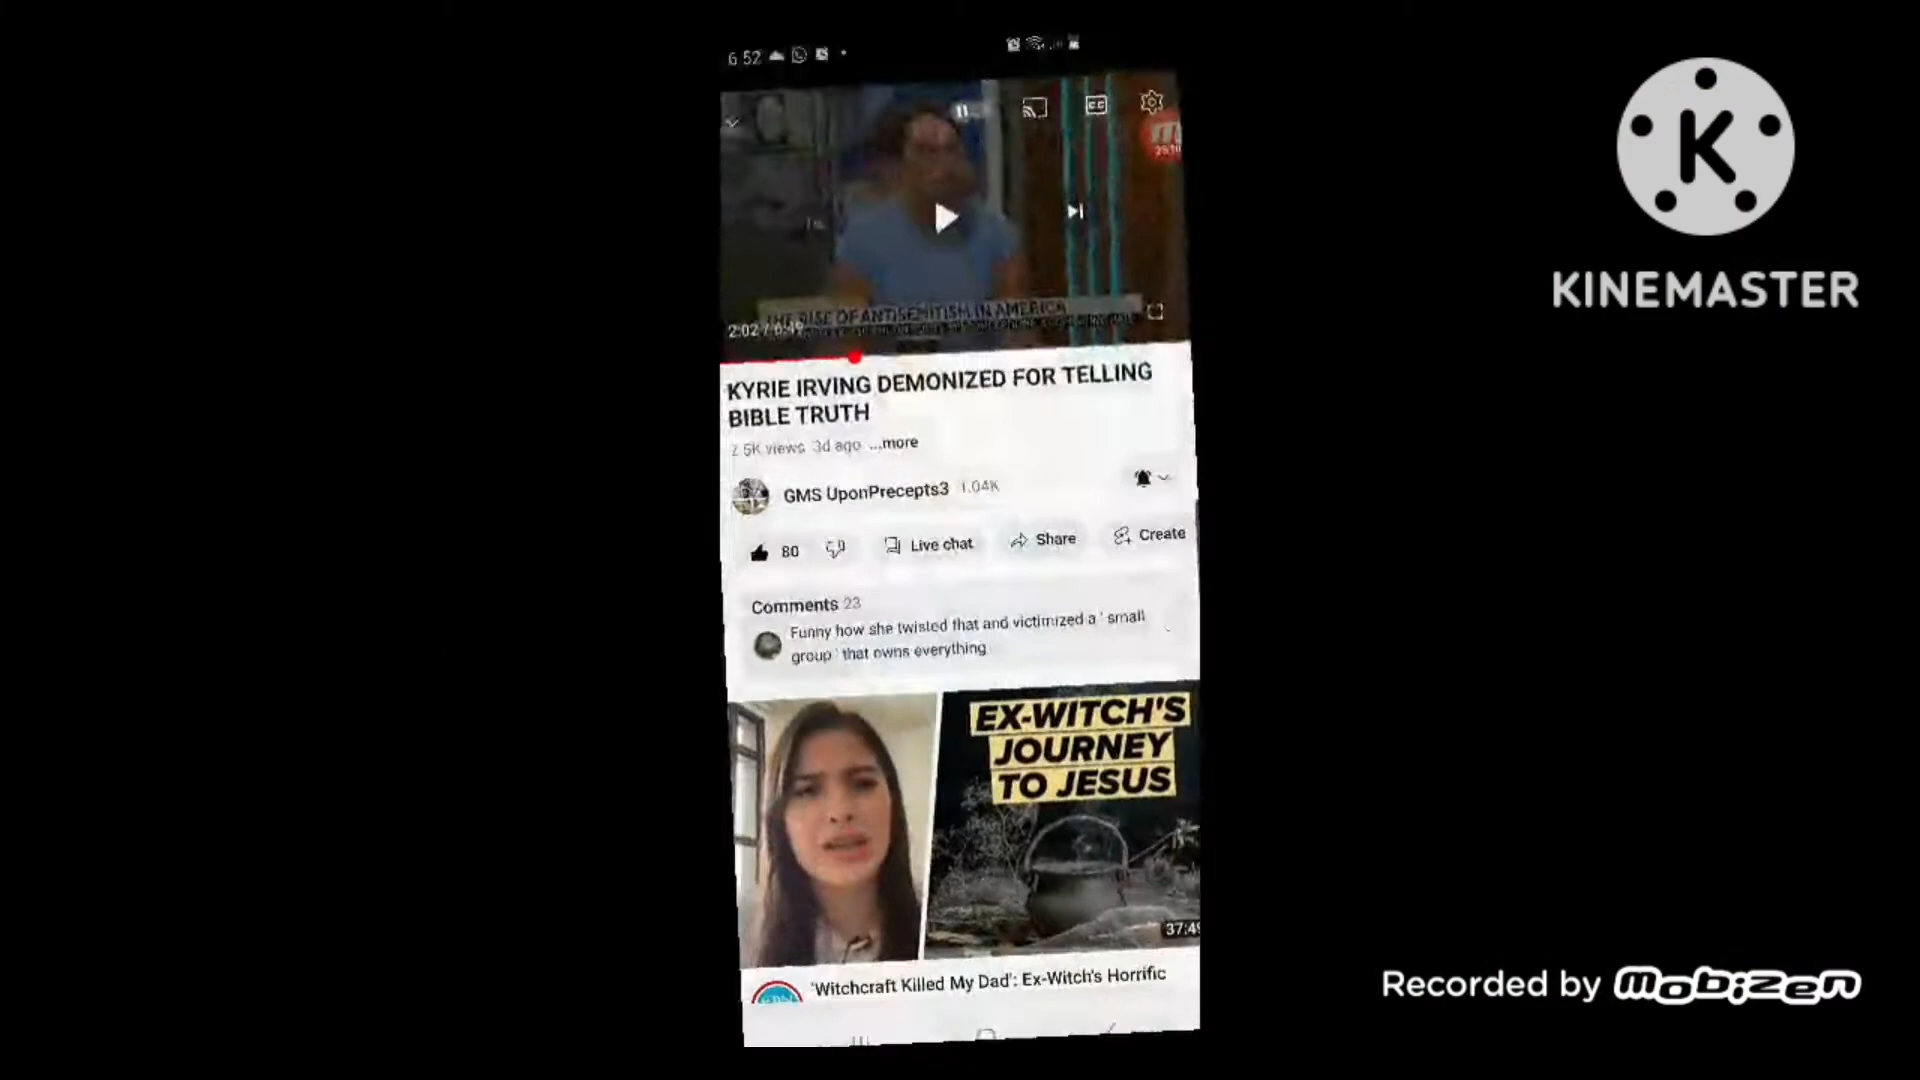 6 52
THE RISE OF ANTISEMITISM IN AMERICA
2:02 / 6:49
KYRIE IRVING DEMONIZED FOR TELLING
BIBLE TRUTH
2.5K views 3d ago ...more
GMS UponPrecepts3 1.04K
80 Live chat Share Create
Comments 23
Funny how she twisted that and victimized a ' small
group ' that owns everything
EX-WITCH'S
JOURNEY
TO JESUS
37:49
'Witchcraft Killed My Dad': Ex-Witch's Horrific
K
KINEMASTER
Recorded by mobizen